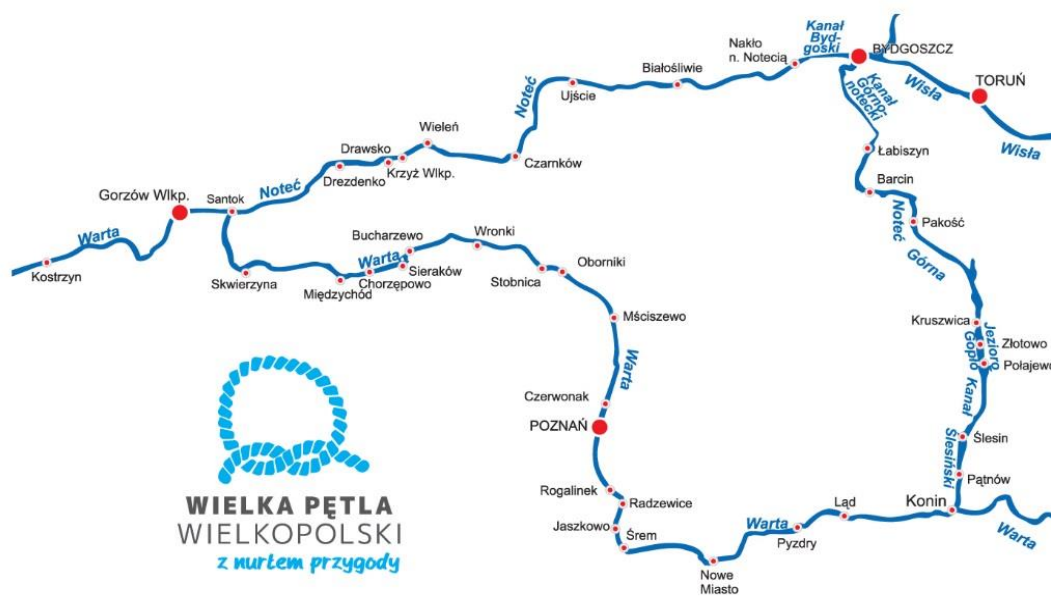 Kanał
Byd-
goski
BYDGOSZCZ
Nakło
n. Notecią
Białośliwie
Ujście
Noteć
Wisła
TORUŃ
Wisła
Kanał
Górno-
notecki
Wieleń
Drawsko
Krzyż Wlkp.
Drezdenko
Czarnków
Łabiszyn
Barcin
Noteć
Górna
Pakość
Gorzów Wlkp.
Santok
Noteć
Warta
Kostrzyn
Skwierzyna
Międzychód
Bucharzewo
Warta
Sieraków
Chorzępowo
Wronki
Stobnica
Oborniki
Mściszewo
Warta
Kruszwica
Jezioro
Gopło
Złotowo
Połajewo
Kanał
Ślesiński
Czerwonak
POZNAŃ
Ślesin
Pątnów
Rogalinek
Radzewice
Jaszkowo
Śrem
Nowe
Miasto
Warta
Pyzdry
Ląd
Konin
Warta
WIELKA PĘTLA
WIELKOPOLSKI
z nurtem przygody